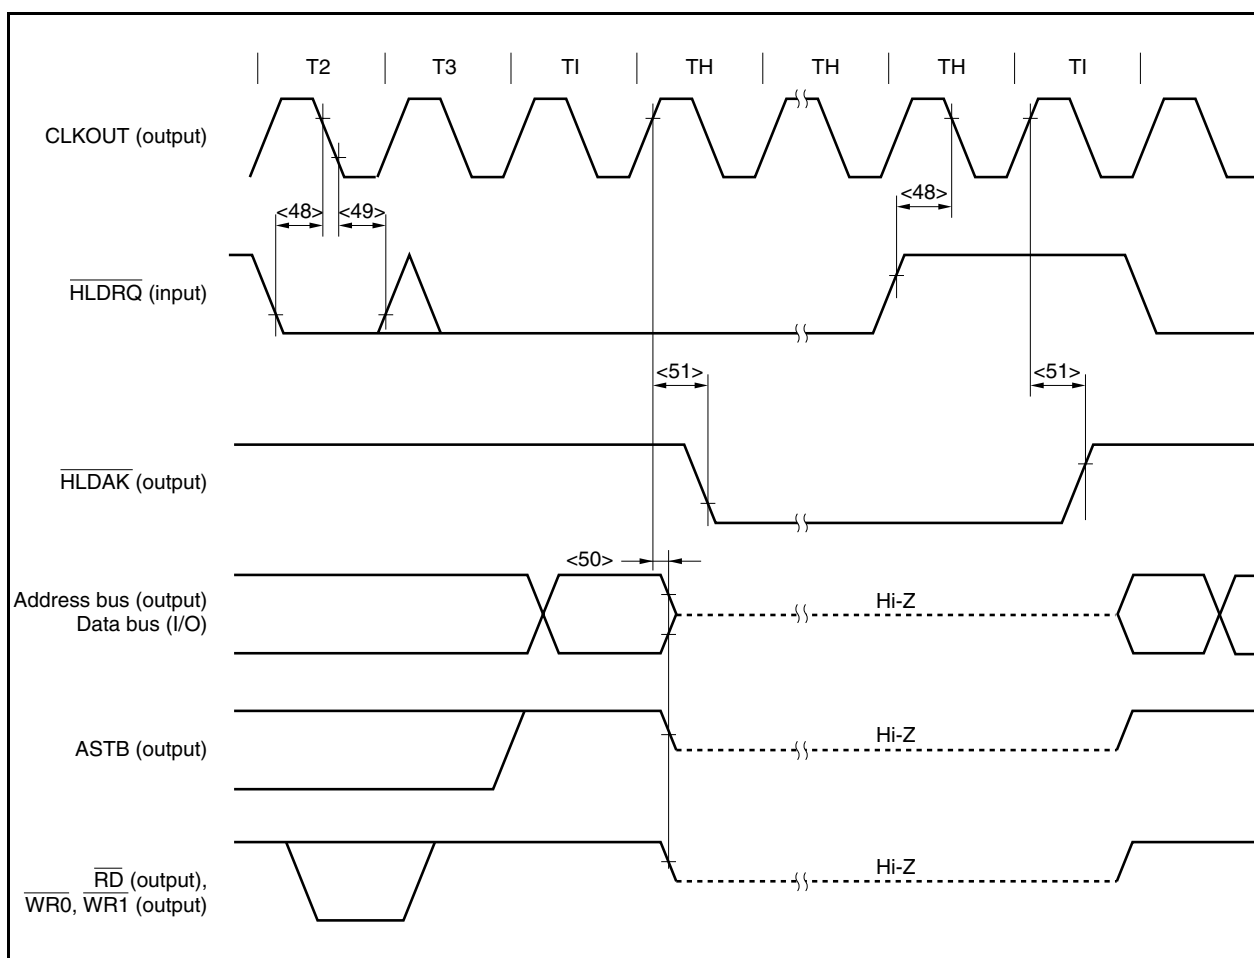 T2 T3 TI TH TH TH TI
CLKOUT (output)
<48> <49> <48>
HLDRQ (input)
<51> <51>
HLDAK (output)
<50>
Address bus (output)
Data bus (I/O)
Hi-Z
ASTB (output)
Hi-Z
RD (output),
WR0, WR1 (output)
Hi-Z